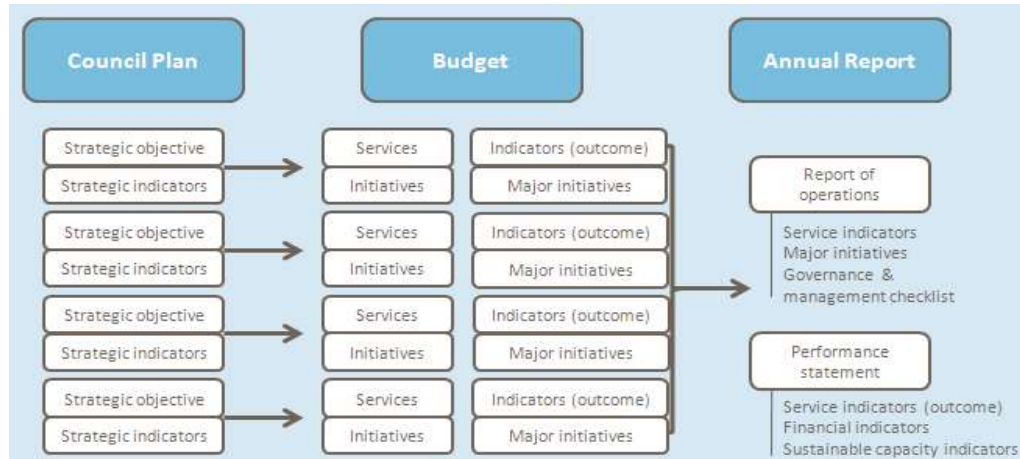 Council Plan
Budget
Annual Report
Strategic objective
Strategic indicators
Services
Initiatives
Indicators (outcome)
Major initiatives
Strategic objective
Strategic indicators
Services
Initiatives
Indicators (outcome)
Major initiatives
Strategic objective
Strategic indicators
Services
Initiatives
Indicators (outcome)
Major initiatives
Strategic objective
Strategic indicators
Services
Initiatives
Indicators (outcome)
Major initiatives
Report of
operations
Service indicators
Major initiatives
Governance &
management checklist
Performance
statement
Service indicators (outcome)
Financial indicators
Sustainable capacity indicators